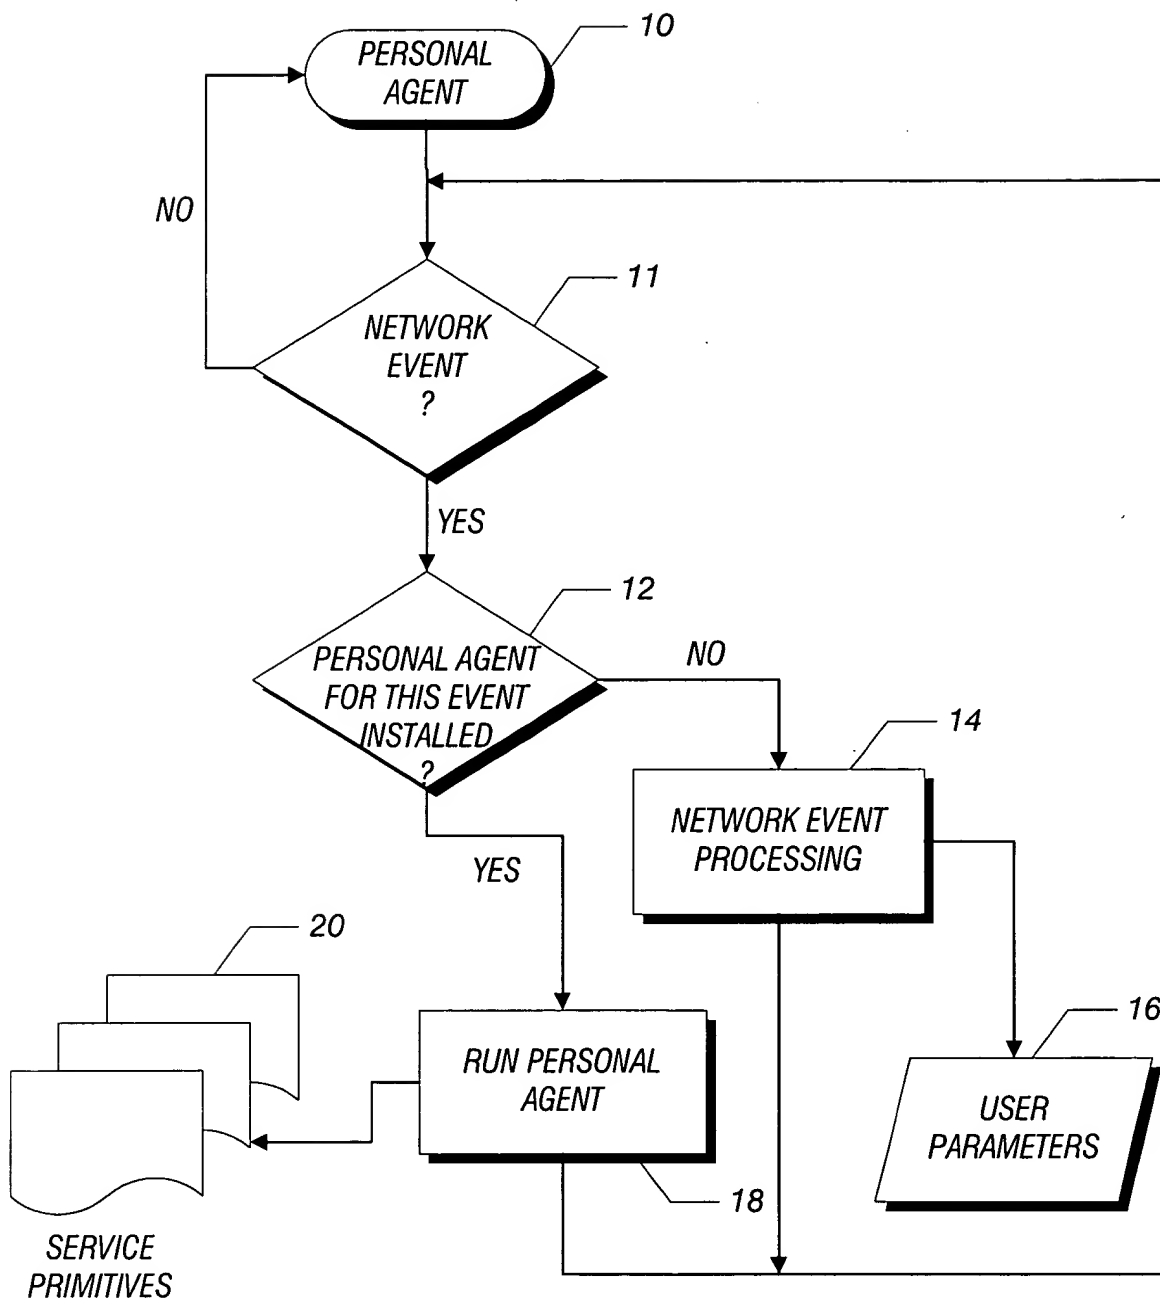 10
PERSONAL
AGENT
NO
11
NETWORK
EVENT
?
YES
12
PERSONAL AGENT
FOR THIS EVENT
INSTALLED
?
NO
14
NETWORK EVENT
PROCESSING
YES
20
16
RUN PERSONAL
AGENT
USER
PARAMETERS
18
SERVICE
PRIMITIVES